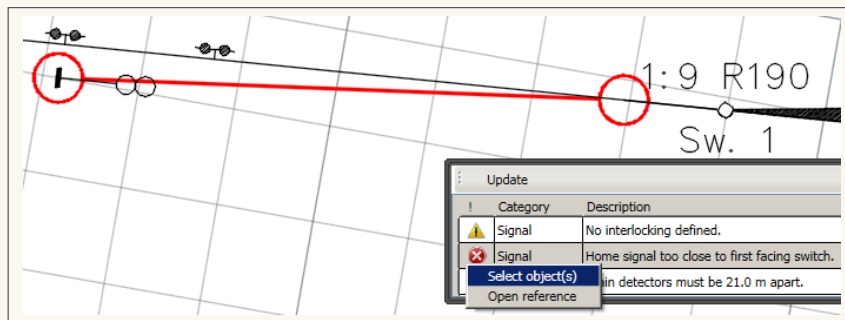 1:9 R190
Sw. 1
Update
! Category Description
Signal No interlocking defined.
Signal Home signal too close to first facing switch.
Select object(s)
Open reference
in detectors must be 21.0 m apart.